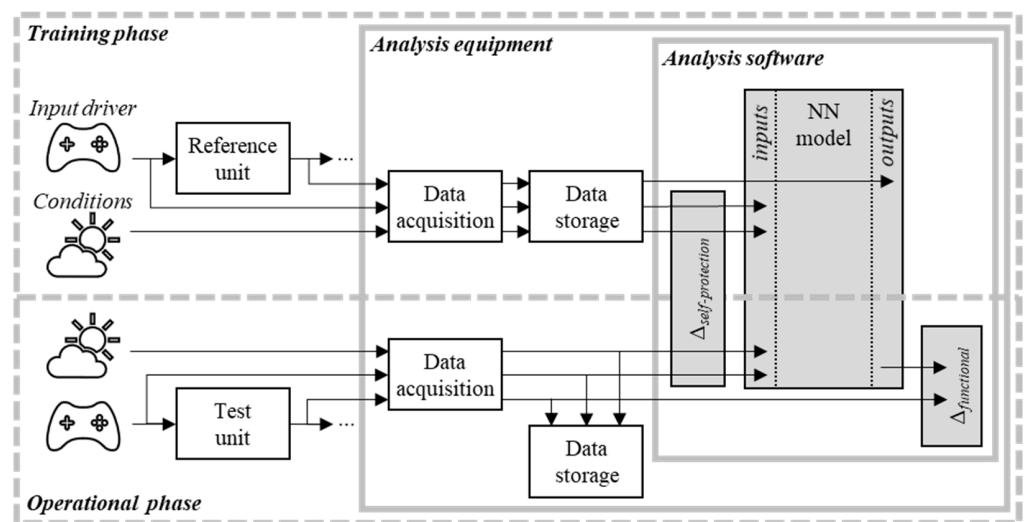 Training phase
Analysis equipment
Analysis software
Input driver
Reference
unit
...
Conditions
Data
acquisition
Data
storage
inputs
NN
model
outputs
Δself-protection
Data
acquisition
Test
unit
...
Data
storage
Δfunctional
Operational phase